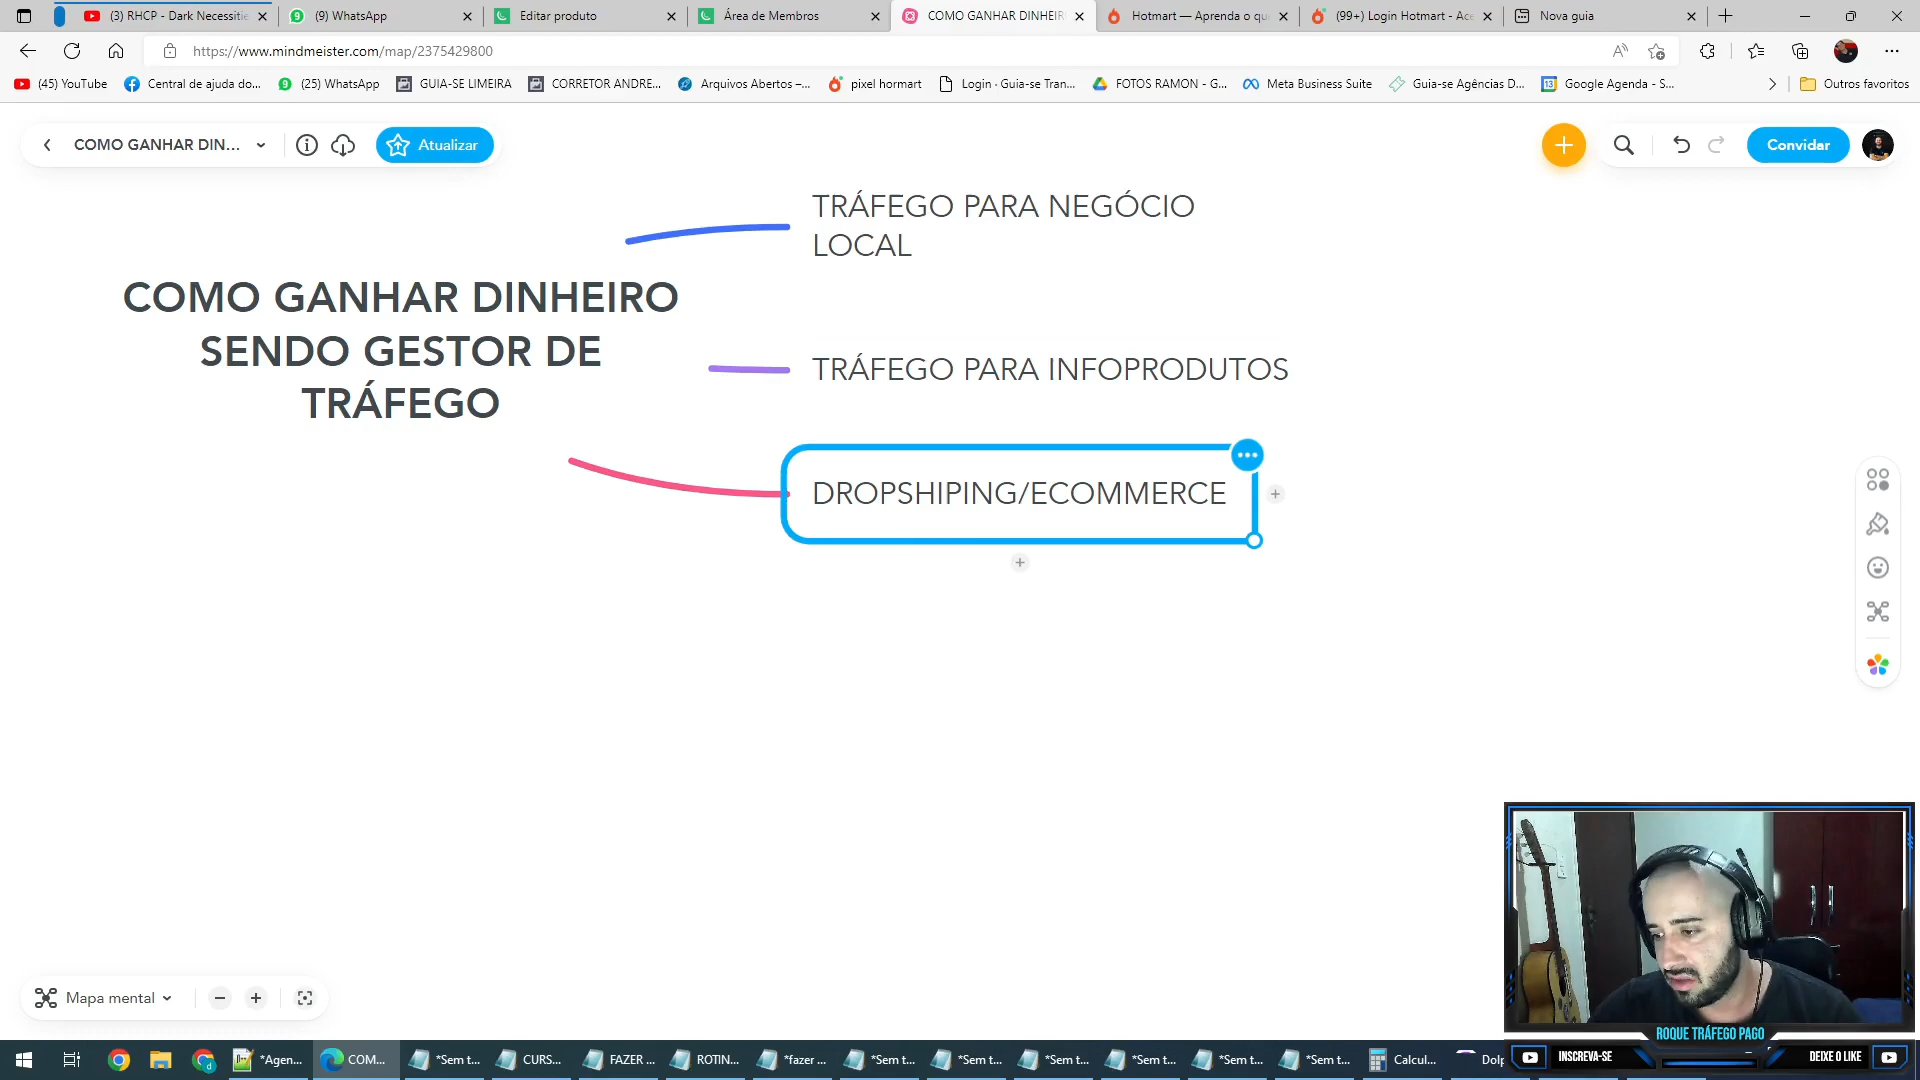 (3) RHCP - Dark Necessitie
(9) WhatsApp
Editar produto
Área de Membros
COMO GANHAR DINHEIR
Hotmart — Aprenda o qu
(99+) Login Hotmart - Ace
Nova guia
https://www.mindmeister.com/map/2375429800
(45) YouTube
Central de ajuda do...
(25) WhatsApp
GUIA-SE LIMEIRA
CORRETOR ANDRE...
Arquivos Abertos –...
pixel hormart
Login · Guia-se Tran...
FOTOS RAMON - G...
Meta Business Suite
Guia-se Agências D...
Google Agenda - S...
Outros favoritos
COMO GANHAR DIN...
Atualizar
Convidar
TRÁFEGO PARA NEGÓCIO
LOCAL
COMO GANHAR DINHEIRO
SENDO GESTOR DE
TRÁFEGO
TRÁFEGO PARA INFOPRODUTOS
DROPSHIPING/ECOMMERCE
Mapa mental
ROQUE TRÁFEGO PAGO
INSCREVA-SE
DEIXE O LIKE
*Agen...
COM...
*Sem t...
CURS...
FAZER ...
ROTIN...
*fazer ...
*Sem t...
*Sem t...
*Sem t...
*Sem t...
*Sem t...
*Sem t...
Calcul...
Dolp